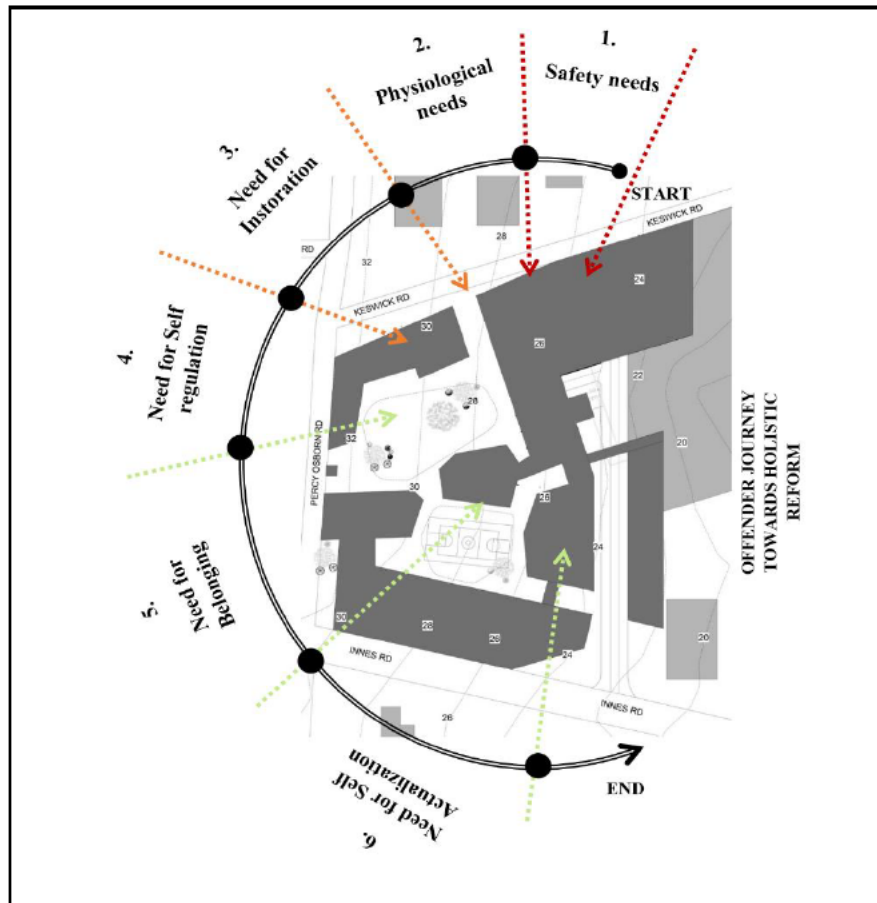 1.
Safety needs
2.
Physiological
needs
3.
Need for
Instoration
4.
Need for Self
regulation
5.
Need for
Belonging
6.
Need for Self
Actualization
START
END
OFFENDER JOURNEY
TOWARDS HOLISTIC
REFORM
KESWICK RD
RD
KESWICK RD
PERCY OSBORN RD
INNES RD
INNES RD
28
32
24
30
26
22
28
32
20
30
28
24
30
28
26
24
20
26